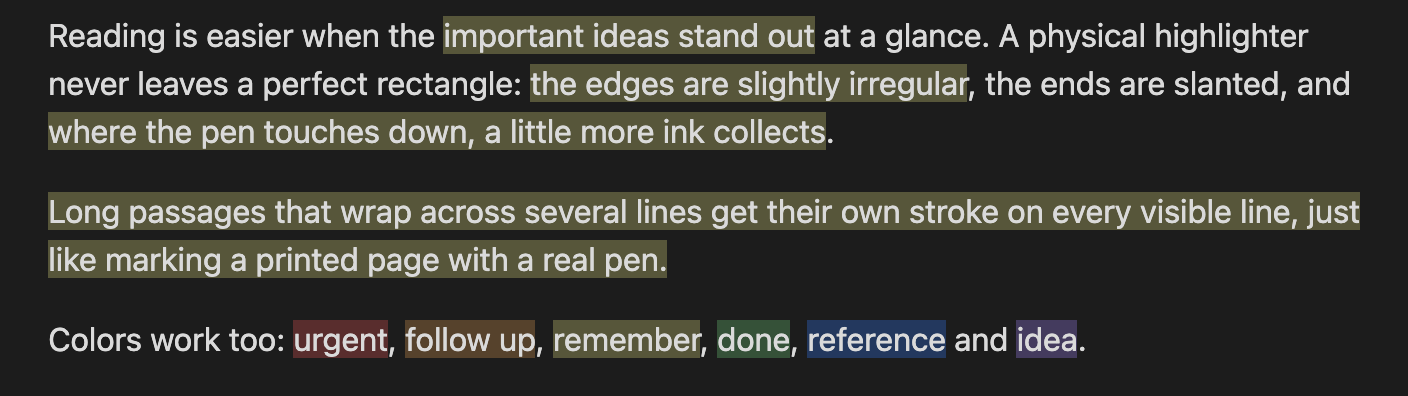 Reading is easier when the important ideas stand out at a glance. A physical highlighter
never leaves a perfect rectangle: the edges are slightly irregular, the ends are slanted, and
where the pen touches down, a little more ink collects.
Long passages that wrap across several lines get their own stroke on every visible line, just
like marking a printed page with a real pen.
Colors work too: urgent, follow up, remember, done, reference and idea.